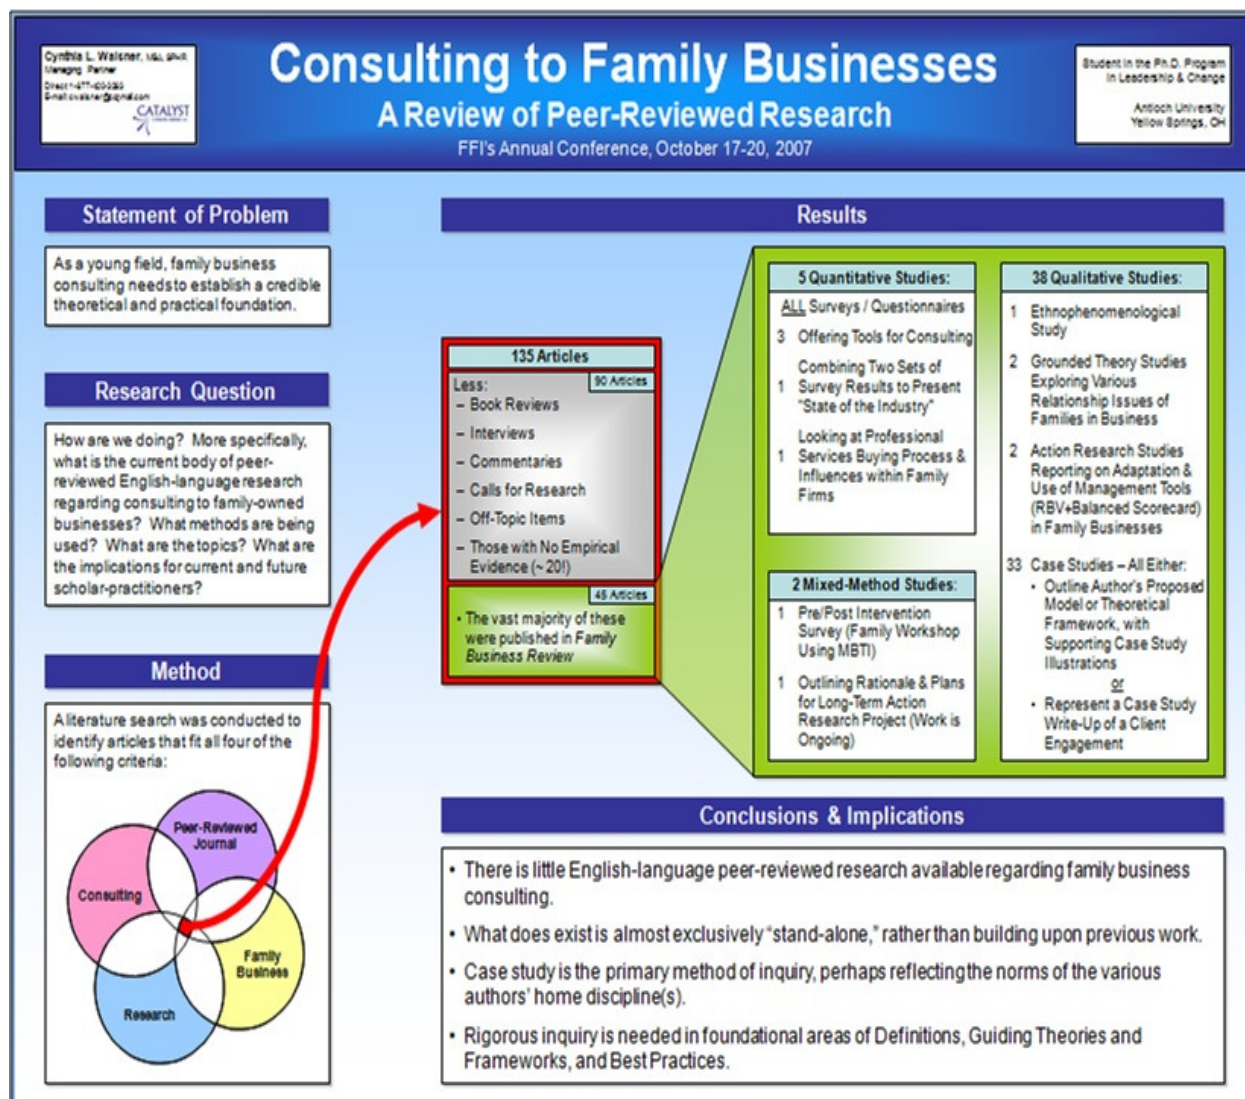 Cynthia L. Waisner,
Managing Partner
CATALYST
Consulting to Family Businesses
A Review of Peer-Reviewed Research
FFI's Annual Conference, October 17-20, 2007
Student in the Ph.D. Program
in Leadership & Change
Antioch University
Yellow Springs, OH
Statement of Problem
As a young field, family business
consulting needs to establish a credible
theoretical and practical foundation.
Research Question
How are we doing? More specifically,
what is the current body of peer-
reviewed English-language research
regarding consulting to family-owned
businesses? What methods are being
used? What are the topics? What are
the implications for current and future
scholar-practitioners?
Method
A literature search was conducted to
identify articles that fit all four of the
following criteria:
Peer-Reviewed
Journal
Consulting
Family
Business
Research
Results
135 Articles
90 Articles
Less:
– Book Reviews
– Interviews
– Commentaries
– Calls for Research
– Off-Topic Items
– Those with No Empirical
Evidence (~ 20!)
45 Articles
• The vast majority of these
were published in Family
Business Review
5 Quantitative Studies:
ALL Surveys / Questionnaires
3 Offering Tools for Consulting
Combining Two Sets of
1 Survey Results to Present
"State of the Industry"
Looking at Professional
1 Services Buying Process &
Influences within Family
Firms
2 Mixed-Method Studies:
1 Pre/Post Intervention
Survey (Family Workshop
Using MBTI)
1 Outlining Rationale & Plans
for Long-Term Action
Research Project (Work is
Ongoing)
38 Qualitative Studies:
1 Ethnophenomenological
Study
2 Grounded Theory Studies
Exploring Various
Relationship Issues of
Families in Business
2 Action Research Studies
Reporting on Adaptation &
Use of Management Tools
(RBV+Balanced Scorecard)
in Family Businesses
33 Case Studies – All Either:
• Outline Author's Proposed
Model or Theoretical
Framework, with
Supporting Case Study
Illustrations
or
• Represent a Case Study
Write-Up of a Client
Engagement
Conclusions & Implications
• There is little English-language peer-reviewed research available regarding family business
consulting.
• What does exist is almost exclusively "stand-alone," rather than building upon previous work.
• Case study is the primary method of inquiry, perhaps reflecting the norms of the various
authors' home discipline(s).
• Rigorous inquiry is needed in foundational areas of Definitions, Guiding Theories and
Frameworks, and Best Practices.